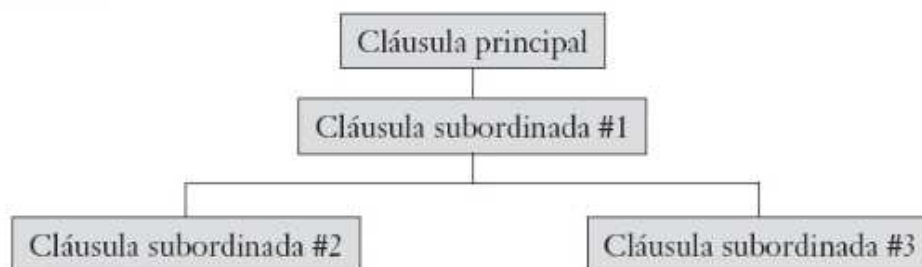 Cláusula principal
Cláusula subordinada #1
Cláusula subordinada #2
Cláusula subordinada #3